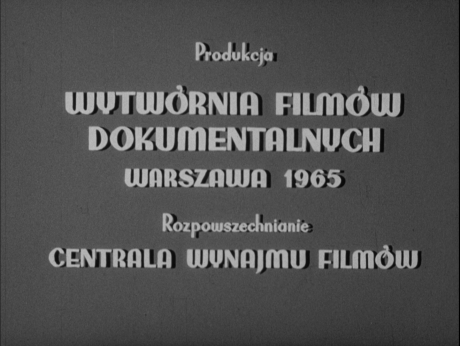 Produkcja
WYTWÓRNIA FILMÓW
DOKUMENTALNYCH
WARSZAWA 1965
Rozpowszechnianie
CENTRALA WYNAJMU FILMÓW